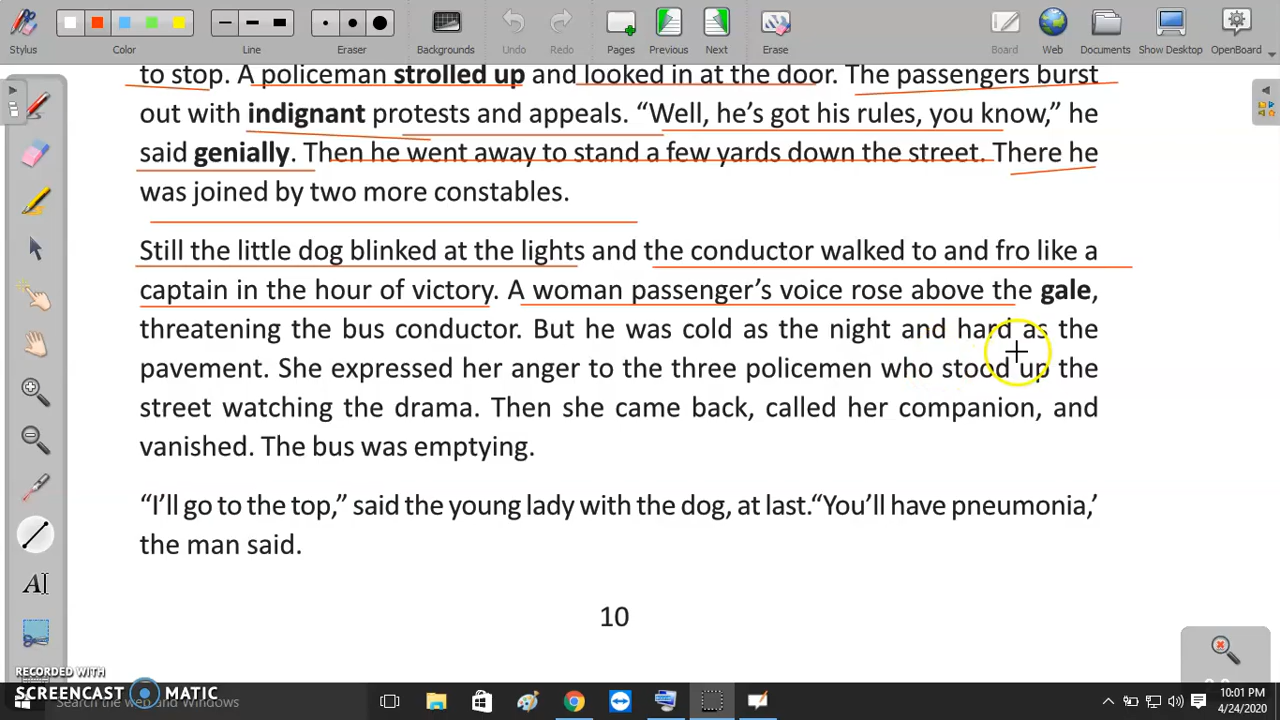 Stylus
Color
Line
Eraser
Backgrounds
Undo
Redo
Pages
Previous
Next
Erase
Board
Web
Documents
Show Desktop
OpenBoard
to stop. A policeman strolled up and looked in at the door. The passengers burst
out with indignant protests and appeals. “Well, he’s got his rules, you know,” he
said genially. Then he went away to stand a few yards down the street. There he
was joined by two more constables.
Still the little dog blinked at the lights and the conductor walked to and fro like a
captain in the hour of victory. A woman passenger’s voice rose above the gale,
threatening the bus conductor. But he was cold as the night and hard as the
pavement. She expressed her anger to the three policemen who stood up the
street watching the drama. Then she came back, called her companion, and
vanished. The bus was emptying.
“I’ll go to the top,” said the young lady with the dog, at last.“You’ll have pneumonia,’
the man said.
10
AI
RECORDED WITH
SCREENCAST MATIC
Search the web and Windows
10:01 PM
4/24/2020